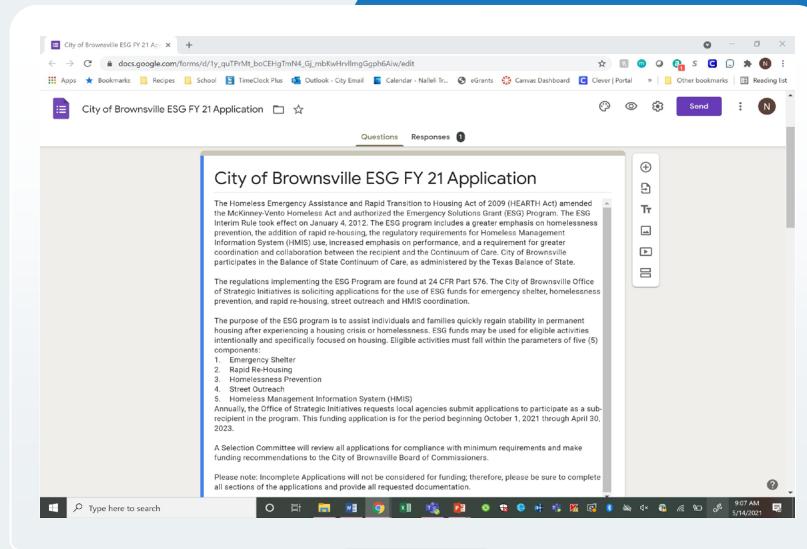 City of Brownsville ESG FY 21 Ap
docs.google.com/forms/d/1y_quTPrMt_boCEHgTmN4_Gj_mbKwHrvllmgGgph6Aiw/edit
Apps Bookmarks Recipes School TimeClock Plus Outlook - City Email Calendar - Nalleli Tr... eGrants Canvas Dashboard Clever | Portal » Other bookmarks Reading list
City of Brownsville ESG FY 21 Application Send N
Questions Responses 1
City of Brownsville ESG FY 21 Application
The Homeless Emergency Assistance and Rapid Transition to Housing Act of 2009 (HEARTH Act) amended
the McKinney-Vento Homeless Act and authorized the Emergency Solutions Grant (ESG) Program. The ESG
Interim Rule took effect on January 4, 2012. The ESG program includes a greater emphasis on homelessness
prevention, the addition of rapid re-housing, the regulatory requirements for Homeless Management
Information System (HMIS) use, increased emphasis on performance, and a requirement for greater
coordination and collaboration between the recipient and the Continuum of Care. City of Brownsville
participates in the Balance of State Continuum of Care, as administered by the Texas Balance of State.
The regulations implementing the ESG Program are found at 24 CFR Part 576. The City of Brownsville Office
of Strategic Initiatives is soliciting applications for the use of ESG funds for emergency shelter, homelessness
prevention, and rapid re-housing, street outreach and HMIS coordination.
The purpose of the ESG program is to assist individuals and families quickly regain stability in permanent
housing after experiencing a housing crisis or homelessness. ESG funds may be used for eligible activities
intentionally and specifically focused on housing. Eligible activities must fall within the parameters of five (5)
components:
1. Emergency Shelter
2. Rapid Re-Housing
3. Homelessness Prevention
4. Street Outreach
5. Homeless Management Information System (HMIS)
Annually, the Office of Strategic Initiatives requests local agencies submit applications to participate as a sub-
recipient in the program. This funding application is for the period beginning October 1, 2021 through April 30,
2023.
A Selection Committee will review all applications for compliance with minimum requirements and make
funding recommendations to the City of Brownsville Board of Commissioners.
Please note: Incomplete Applications will not be considered for funding; therefore, please be sure to complete
all sections of the applications and provide all requested documentation.
Type here to search
9:07 AM
5/14/2021